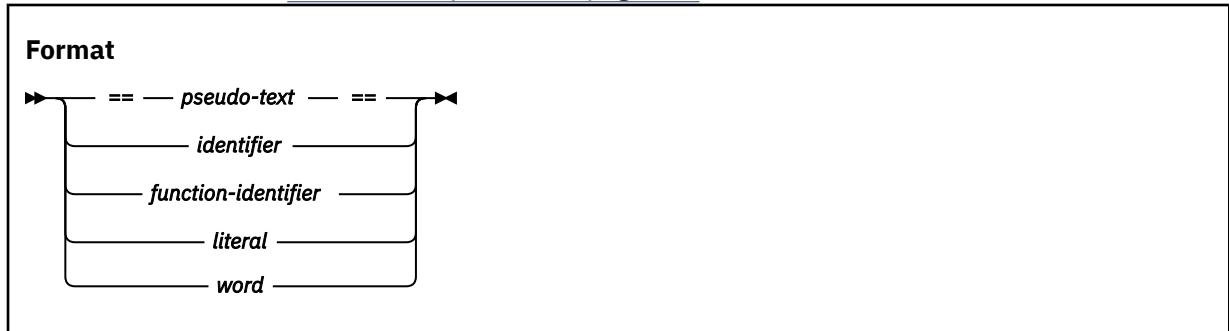 Format
== pseudo-text ==
identifier
function-identifier
literal
word